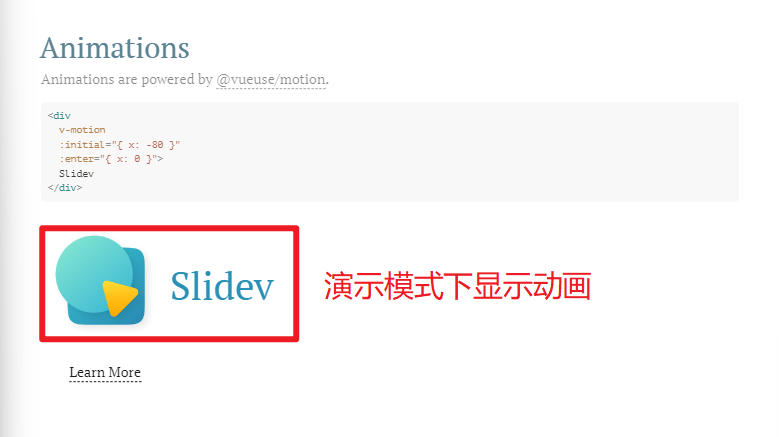 Animations
Animations are powered by @vueuse/motion.
<div
  v-motion
  :initial="{ x: -80 }"
  :enter="{ x: 0 }">
  Slidev
</div>
Slidev
演示模式下显示动画
Learn More